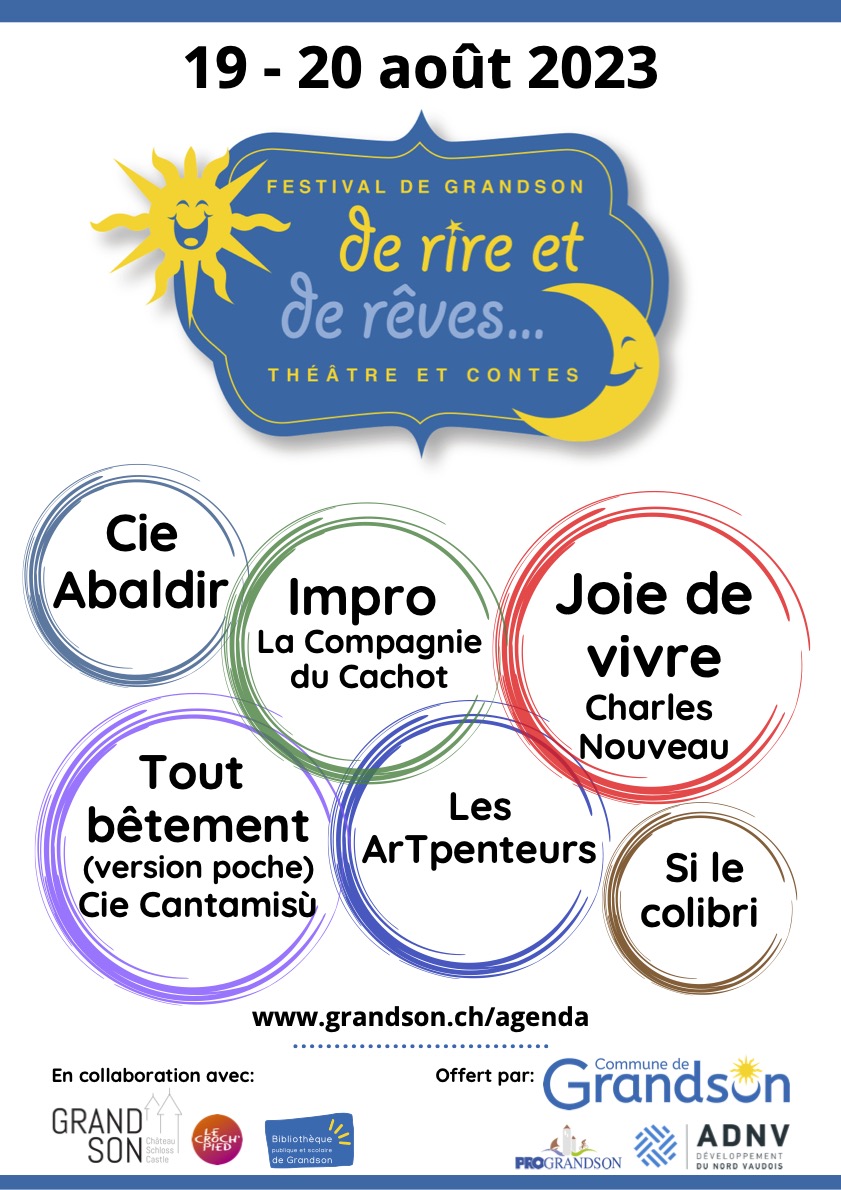 19 - 20 août 2023
FESTIVAL DE GRANDSON
de rire et
de rêves...
THÉÂTRE ET CONTES
Cie
Abaldir
Impro
La Compagnie
du Cachot
Joie de
vivre
Charles
Nouveau
Tout
bêtement
(version poche)
Cie Cantamisù
Les
ArTpenteurs
Si le
colibri
www.grandson.ch/agenda
En collaboration avec:
GRAND
SON
Château
Schloss
Castle
LE
CROCH'
PIED
Bibliothèque
publique et scolaire
de Grandson
Offert par:
Commune de
Grandson
PROGRANDSON
ADNV
DÉVELOPPEMENT
DU NORD VAUDOIS